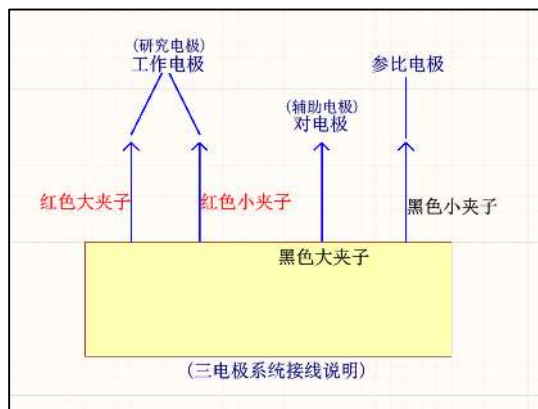 (研究电极)
工作电极
参比电极
(辅助电极)
对电极
红色大夹子
红色小夹子
黑色小夹子
黑色大夹子
(三电极系统接线说明)